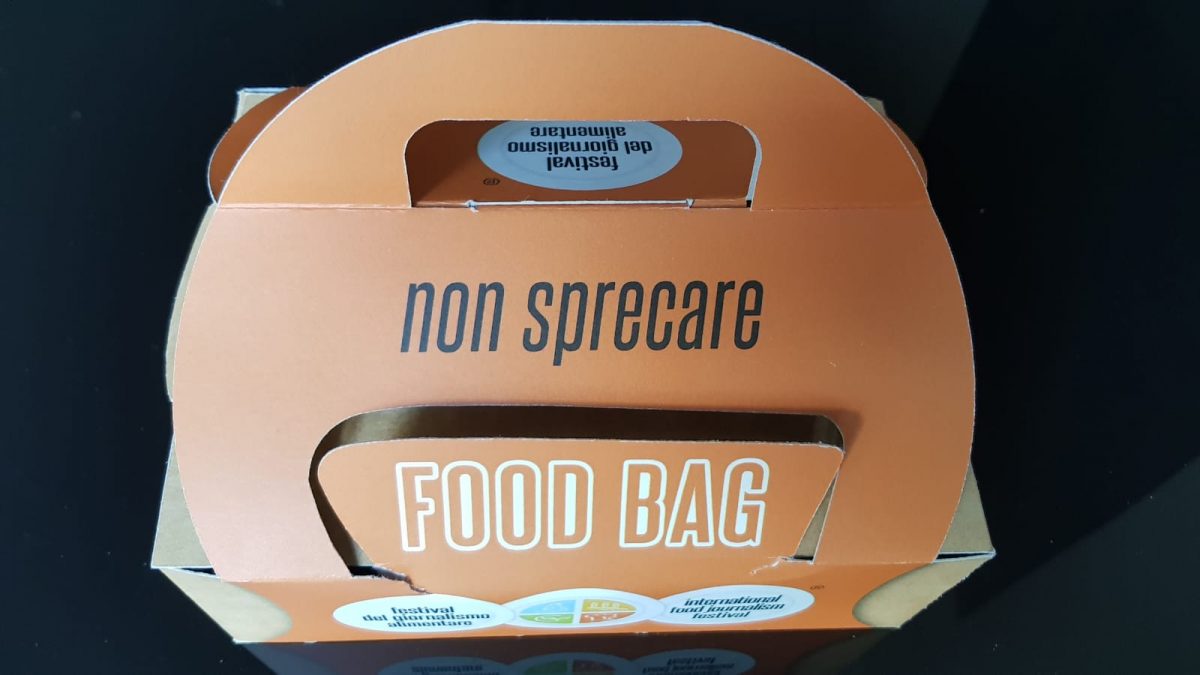 festival
del giornalismo
alimentare
®
non sprecare
FOOD BAG
festival
del giornalismo
alimentare
international
food journalism
festival
®